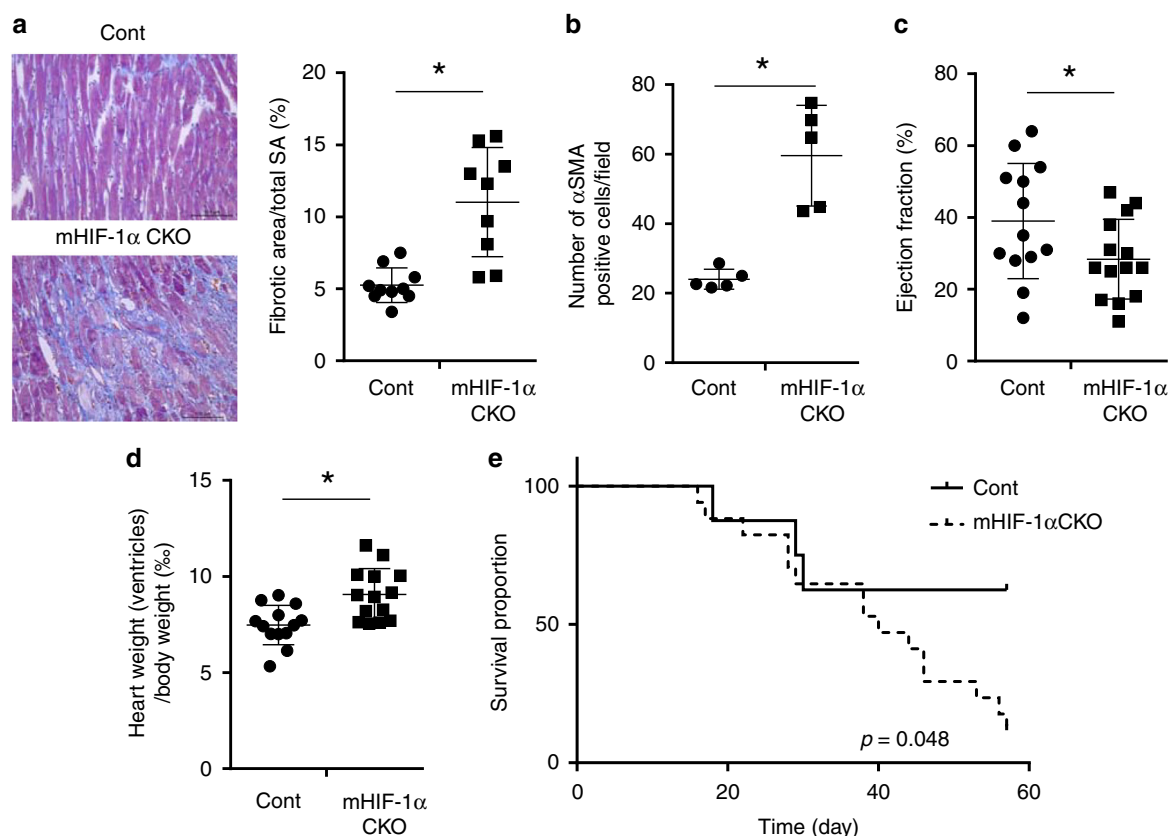 a
Cont
mHIF-1α CKO
Fibrotic area/total SA (%)
20
15
10
5
0
*
Cont
mHIF-1α
CKO
b
Number of αSMA
positive cells/field
80
60
40
20
0
*
Cont
mHIF-1α
CKO
c
Ejection fraction (%)
80
60
40
20
0
*
Cont
mHIF-1α
CKO
d
Heart weight (ventricles)
/body weight (‰)
15
10
5
0
*
Cont
mHIF-1α
CKO
e
Survival proportion
100
50
0
Cont
mHIF-1αCKO
p = 0.048
0
20
40
60
Time (day)